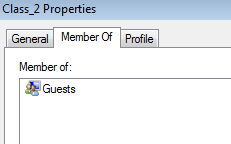 Class_2 Properties
General Member Of Profile
Member of:
Guests